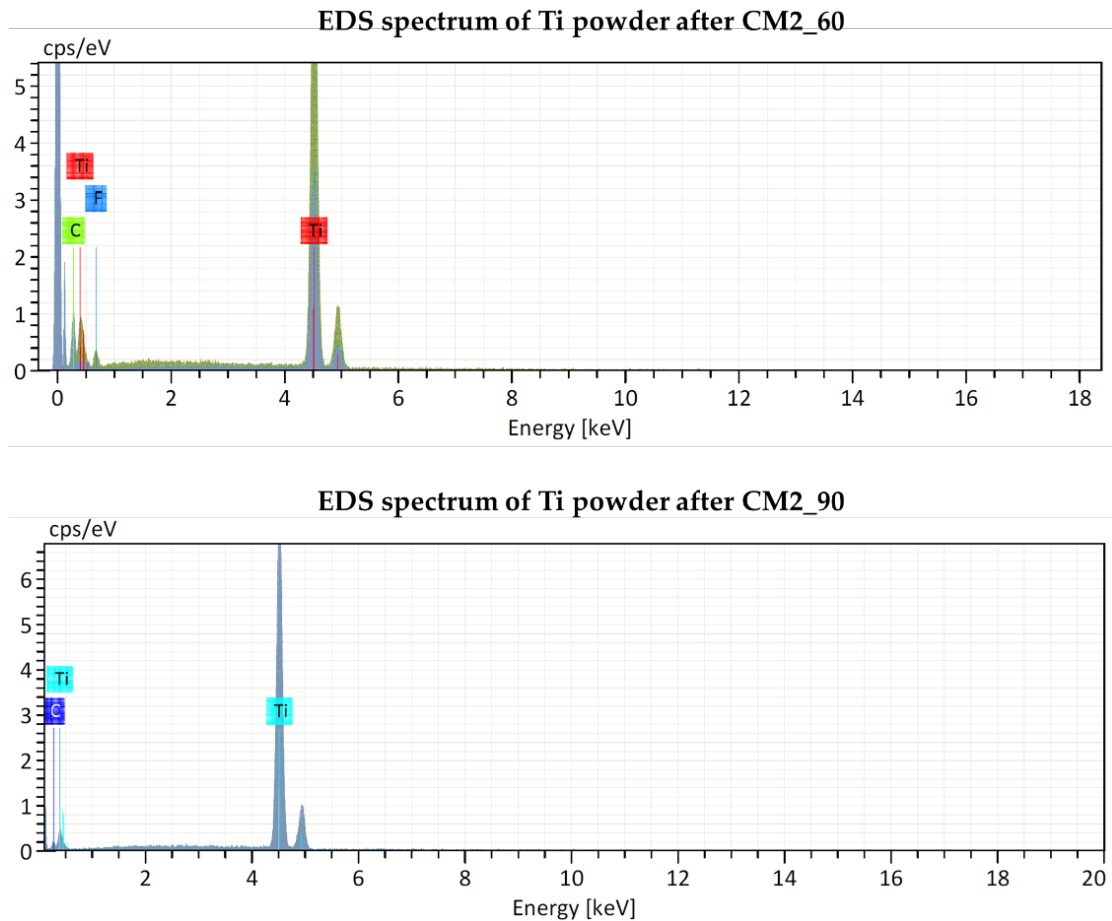 EDS spectrum of Ti powder after CM2_60
cps/eV
5
4
3
2
1
0
Ti
F
C
Ti
0 2 4 6 8 10 12 14 16 18
Energy [keV]
EDS spectrum of Ti powder after CM2_90
cps/eV
6
5
4
3
2
1
0
Ti
C
Ti
2 4 6 8 10 12 14 16 18 20
Energy [keV]